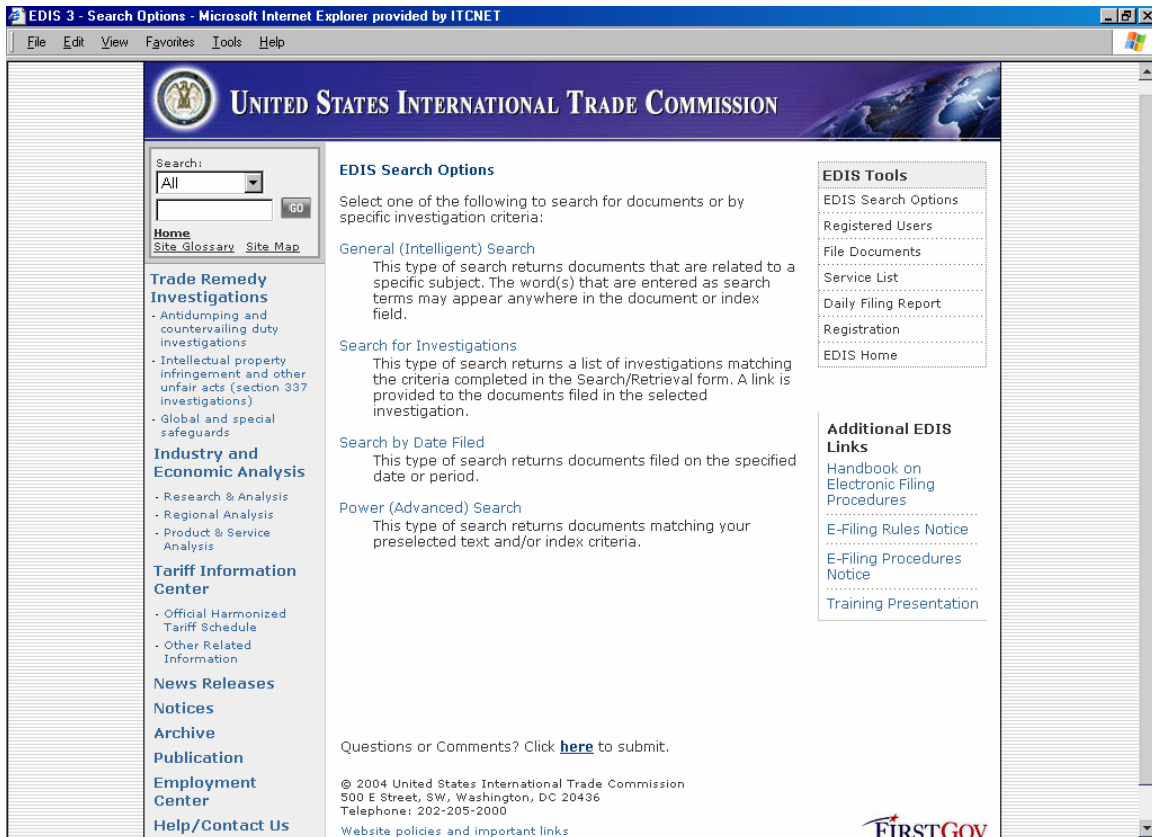 EDIS 3 - Search Options - Microsoft Internet Explorer provided by ITCNET
File Edit View Favorites Tools Help
UNITED STATES INTERNATIONAL TRADE COMMISSION
Search:
All
GO
Home
Site Glossary Site Map
Trade Remedy
Investigations
- Antidumping and
countervailing duty
investigations
- Intellectual property
infringement and other
unfair acts (section 337
investigations)
- Global and special
safeguards
Industry and
Economic Analysis
- Research & Analysis
- Regional Analysis
- Product & Service
Analysis
Tariff Information
Center
- Official Harmonized
Tariff Schedule
- Other Related
Information
News Releases
Notices
Archive
Publication
Employment
Center
Help/Contact Us
EDIS Search Options
Select one of the following to search for documents or by
specific investigation criteria:
General (Intelligent) Search
This type of search returns documents that are related to a
specific subject. The word(s) that are entered as search
terms may appear anywhere in the document or index
field.
Search for Investigations
This type of search returns a list of investigations matching
the criteria completed in the Search/Retrieval form. A link is
provided to the documents filed in the selected
investigation.
Search by Date Filed
This type of search returns documents filed on the specified
date or period.
Power (Advanced) Search
This type of search returns documents matching your
preselected text and/or index criteria.
Questions or Comments? Click here to submit.
© 2004 United States International Trade Commission
500 E Street, SW, Washington, DC 20436
Telephone: 202-205-2000
Website policies and important links
EDIS Tools
EDIS Search Options
Registered Users
File Documents
Service List
Daily Filing Report
Registration
EDIS Home
Additional EDIS
Links
Handbook on
Electronic Filing
Procedures
E-Filing Rules Notice
E-Filing Procedures
Notice
Training Presentation
FIRSTGOV